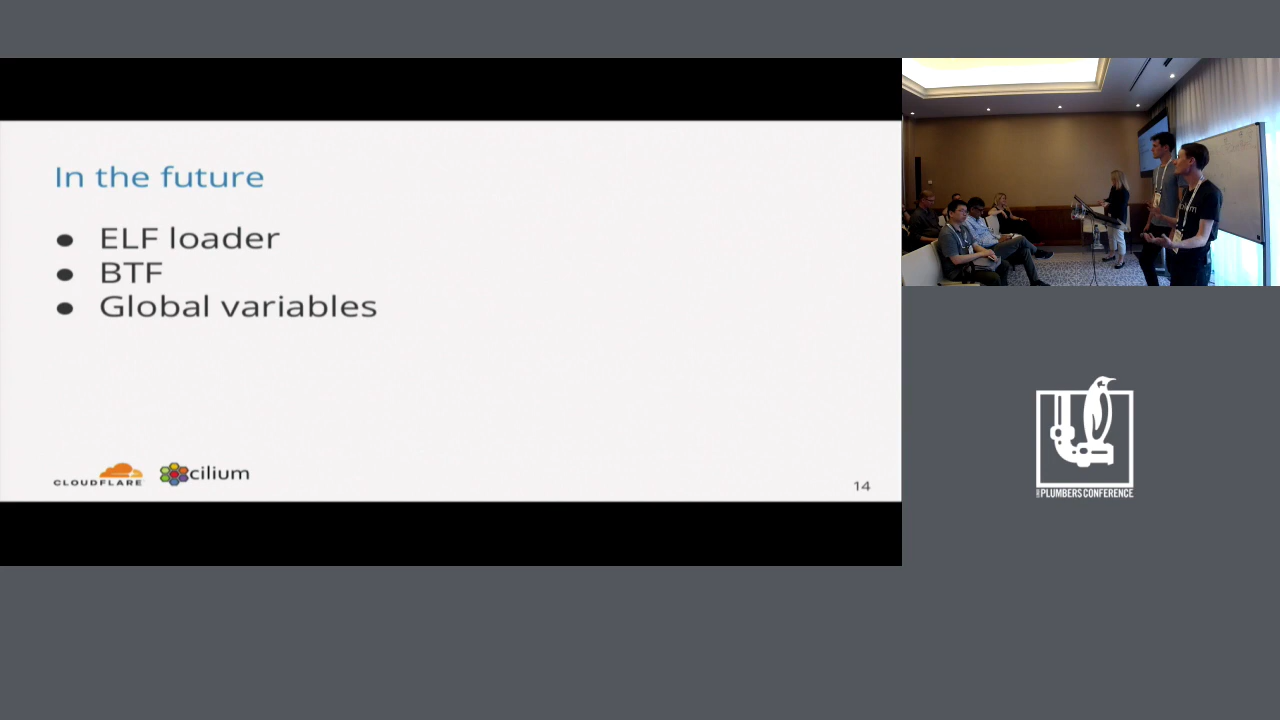 In the future
● ELF loader
● BTF
● Global variables
CLOUDFLARE
cilium
14
PLUMBERS CONFERENCE